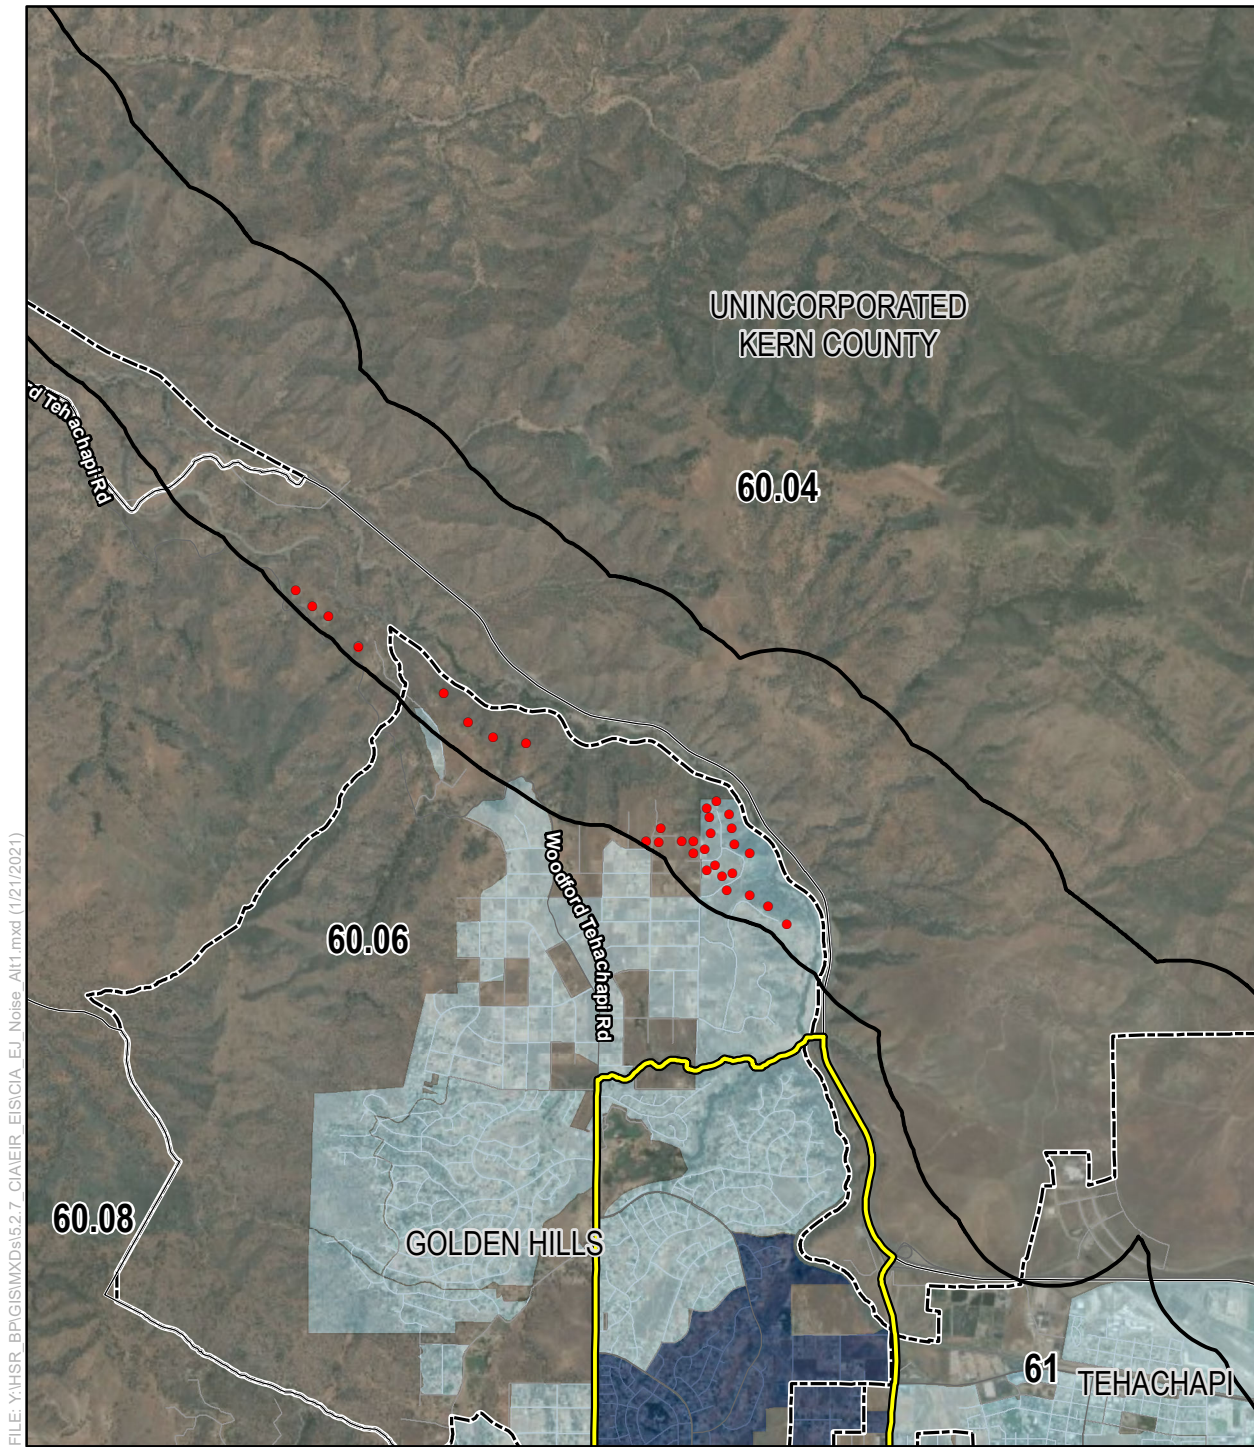 UNINCORPORATED
KERN COUNTY
60.04
rd Tehachapi Rd
Woodford Tehachapi Rd
60.06
60.08
GOLDEN HILLS
61
TEHACHAPI
FILE: Y:\HSR_BP\GIS\MXDs\5.2.7_CIA\EIR_EIS\CIA_EJ_Noise_Alt1.mxd (1/21/2021)